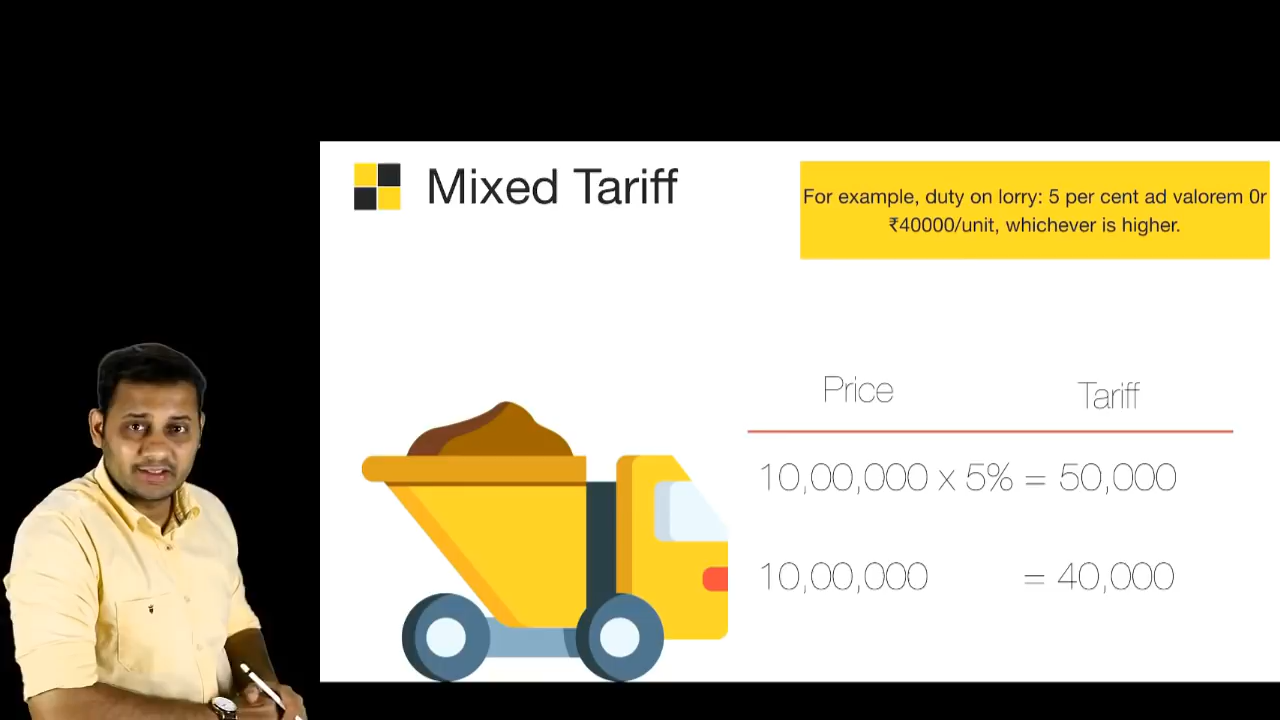 Mixed Tariff
For example, duty on lorry: 5 per cent ad valorem 0r
₹40000/unit, whichever is higher.
Price Tariff
10,00,000 x 5% = 50,000
10,00,000 = 40,000